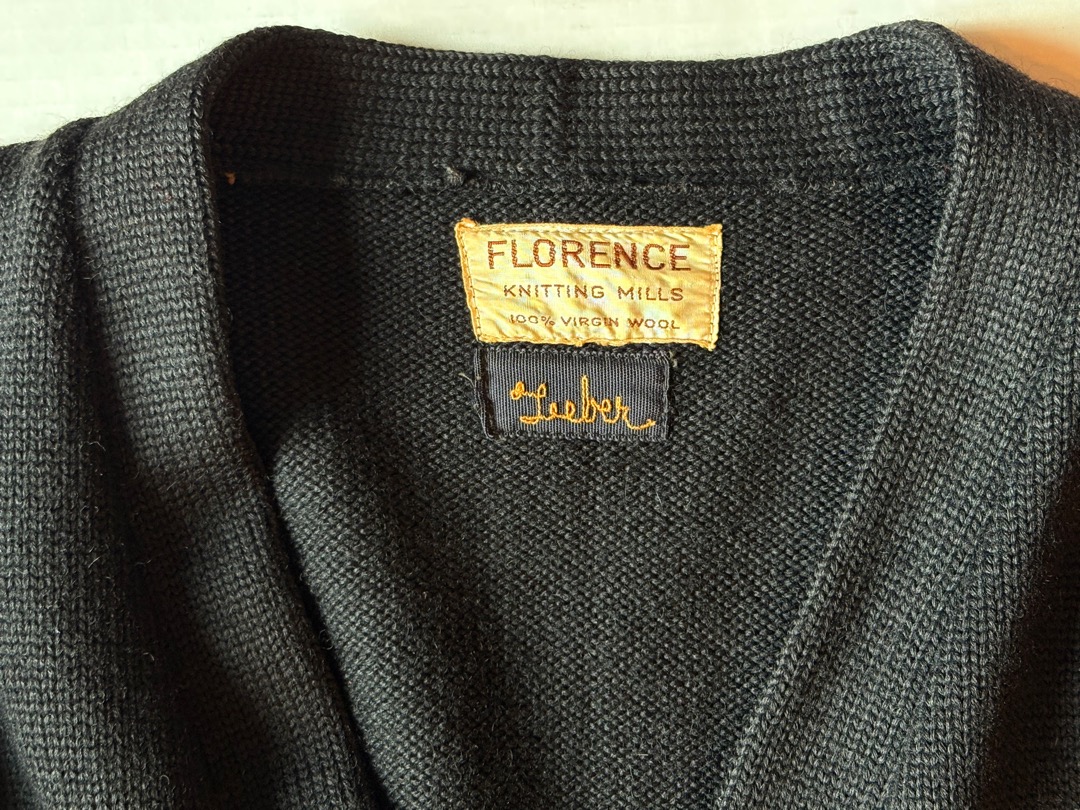 FLORENCE
KNITTING MILLS
100% VIRGIN WOOL
Leeber